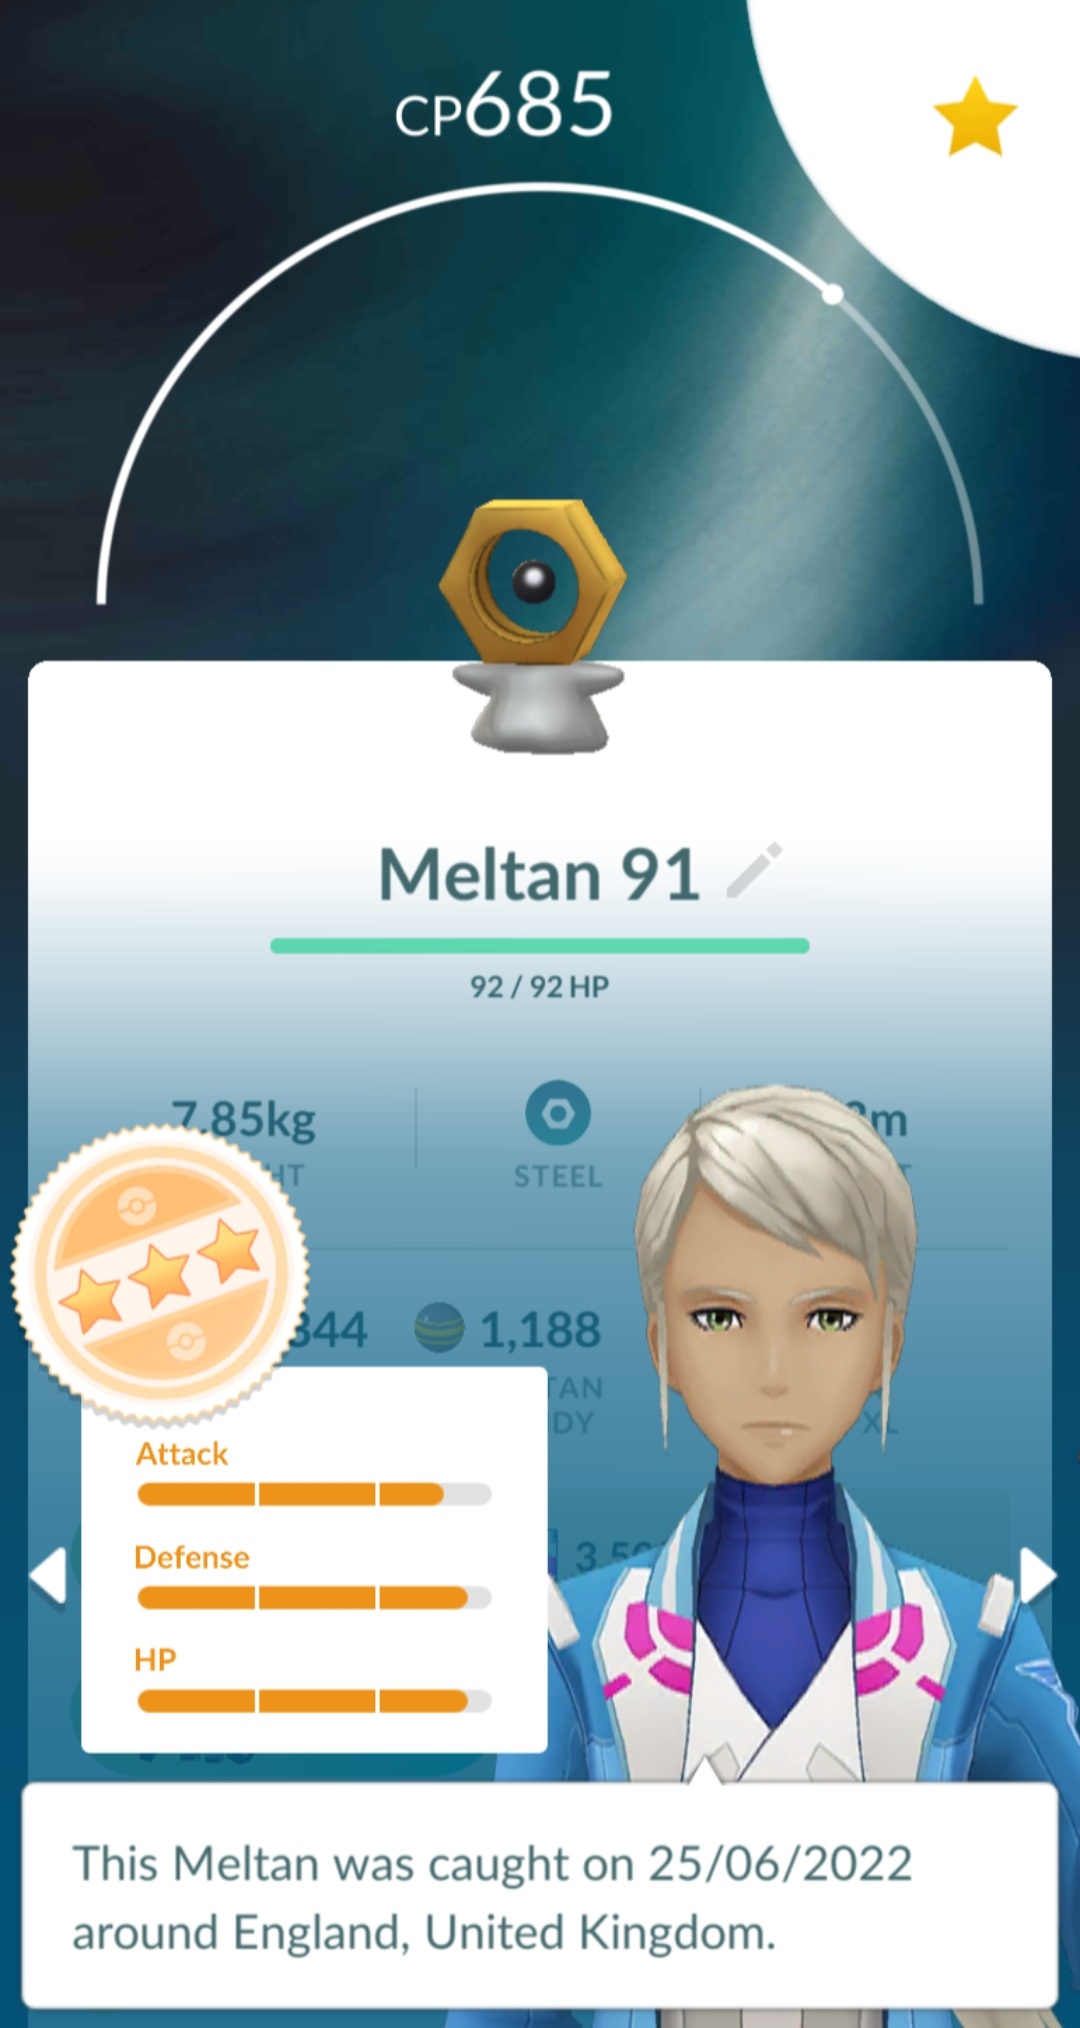 CP685
Meltan 91
92 / 92 HP
7.85kg
STEEL
1,188
Attack
Defense
HP
This Meltan was caught on 25/06/2022
around England, United Kingdom.